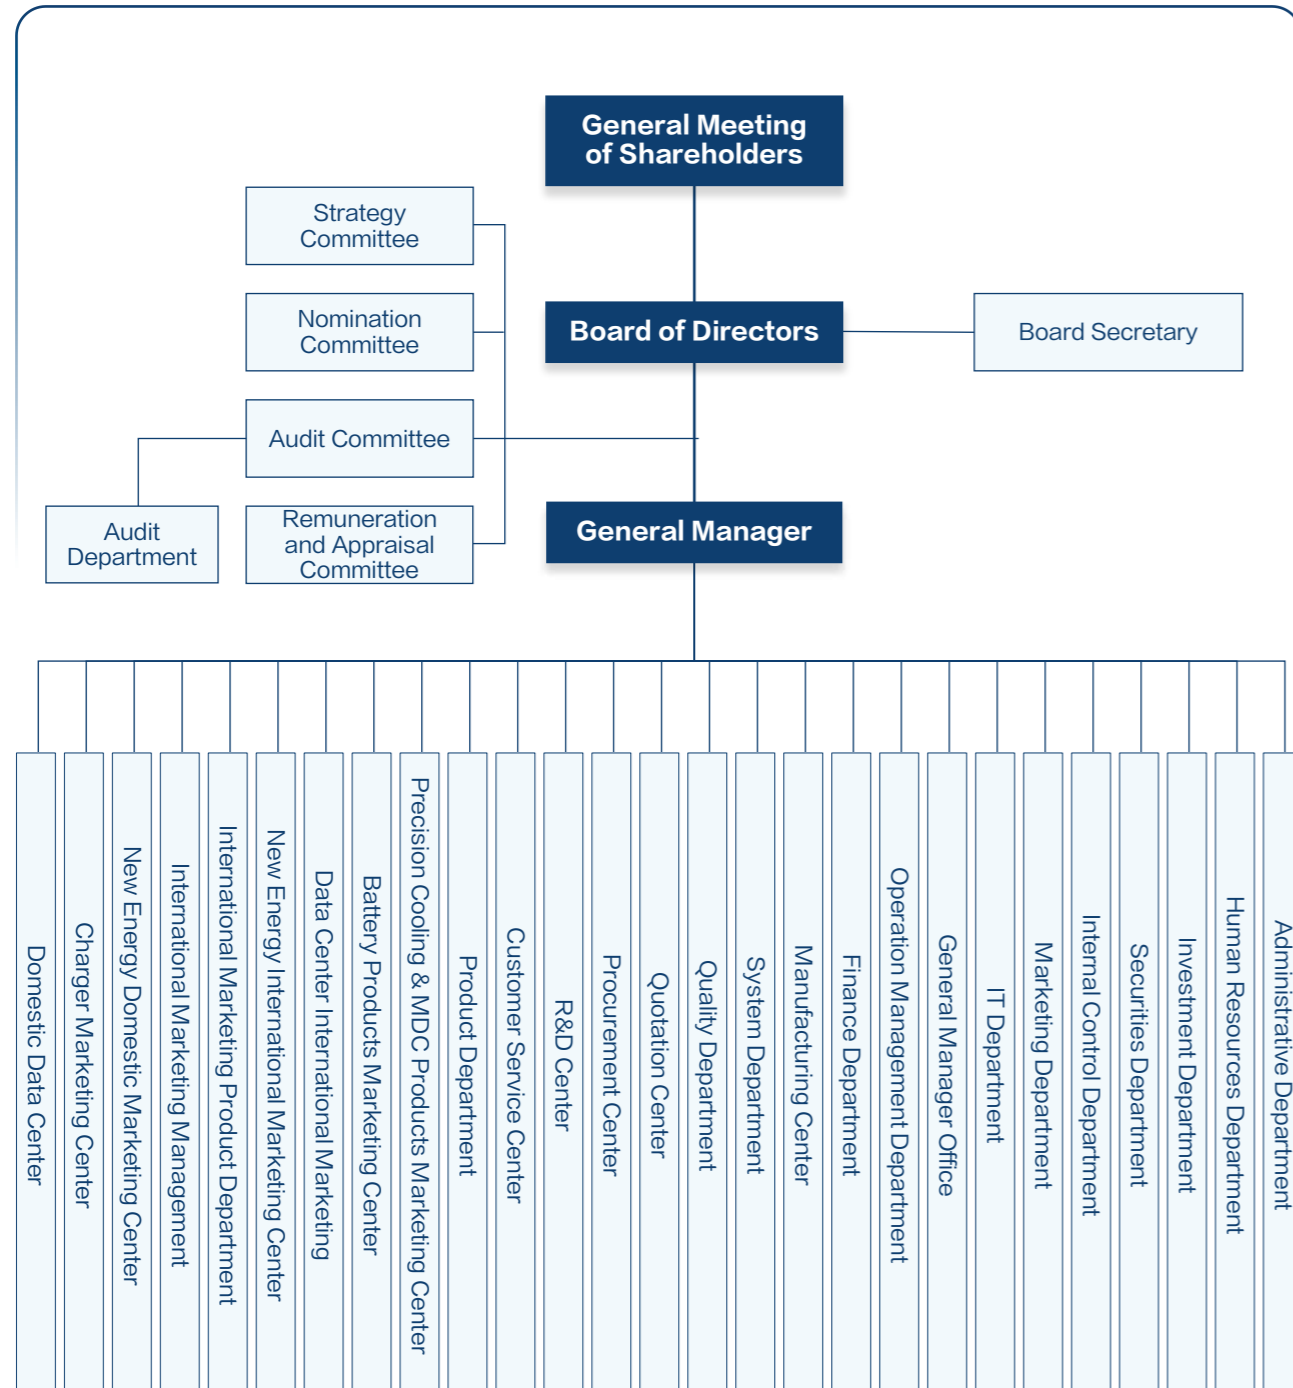 General Meeting
of Shareholders
Strategy
Committee
Nomination
Committee
Board of Directors
Board Secretary
Audit Committee
Audit
Department
Remuneration
and Appraisal
Committee
General Manager
Domestic Data Center
Charger Marketing Center
New Energy Domestic Marketing Center
International Marketing Management
International Marketing Product Department
New Energy International Marketing Center
Data Center International Marketing
Battery Products Marketing Center
Precision Cooling & MDC Products Marketing Center
Product Department
Customer Service Center
R&D Center
Procurement Center
Quotation Center
Quality Department
System Department
Manufacturing Center
Finance Department
Operation Management Department
General Manager Office
IT Department
Marketing Department
Internal Control Department
Securities Department
Investment Department
Human Resources Department
Administrative Department